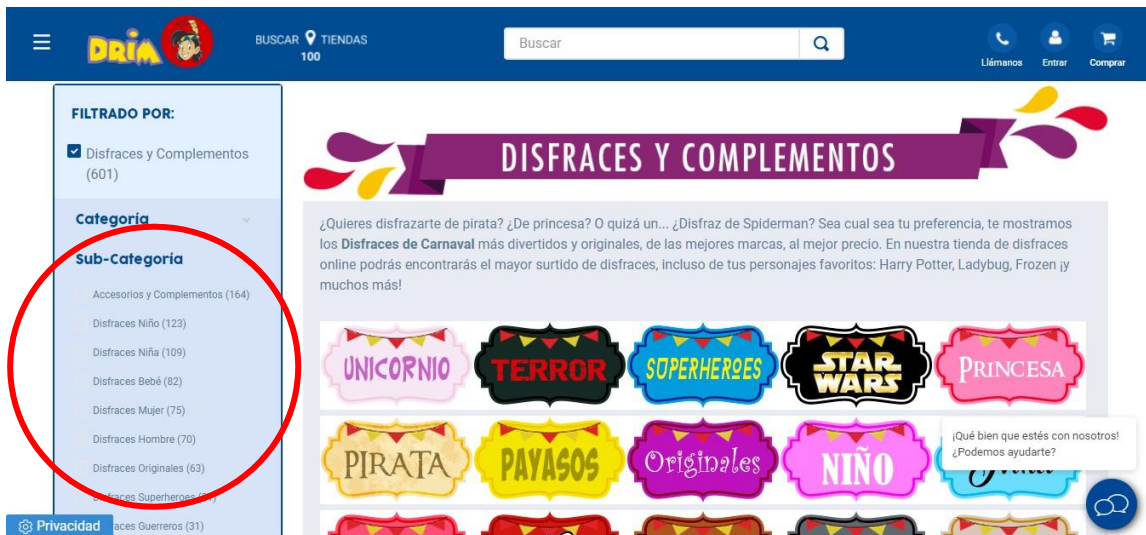 DRIM
BUSCAR TIENDAS
100
Buscar
Llámanos
Entrar
Comprar
FILTRADO POR:
Disfraces y Complementos
(601)
Categoría
Sub-Categoría
Accesorios y Complementos (164)
Disfraces Niño (123)
Disfraces Niña (109)
Disfraces Bebé (82)
Disfraces Mujer (75)
Disfraces Hombre (70)
Disfraces Originales (63)
Disfraces Superheroes
Privacidad
Guerreros (31)
DISFRACES Y COMPLEMENTOS
¿Quieres disfrazarte de pirata? ¿De princesa? O quizá un... ¿Disfraz de Spiderman? Sea cual sea tu preferencia, te mostramos
los Disfraces de Carnaval más divertidos y originales, de las mejores marcas, al mejor precio. En nuestra tienda de disfraces
online podrás encontrarás el mayor surtido de disfraces, incluso de tus personajes favoritos: Harry Potter, Ladybug, Frozen ¡y
muchos más!
UNICORNIO
TERROR
SUPERHEROES
STAR
WARS
PRINCESA
PIRATA
PAYASOS
Originales
NIÑO
¡Qué bien que estés con nosotros!
¿Podemos ayudarte?